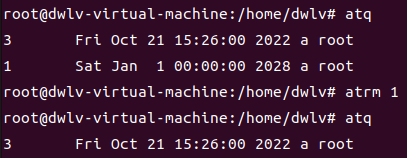 root@dwlv-virtual-machine:/home/dwlv# atq
3       Fri Oct 21 15:26:00 2022 a root
1       Sat Jan  1 00:00:00 2028 a root
root@dwlv-virtual-machine:/home/dwlv# atrm 1
root@dwlv-virtual-machine:/home/dwlv# atq
3       Fri Oct 21 15:26:00 2022 a root